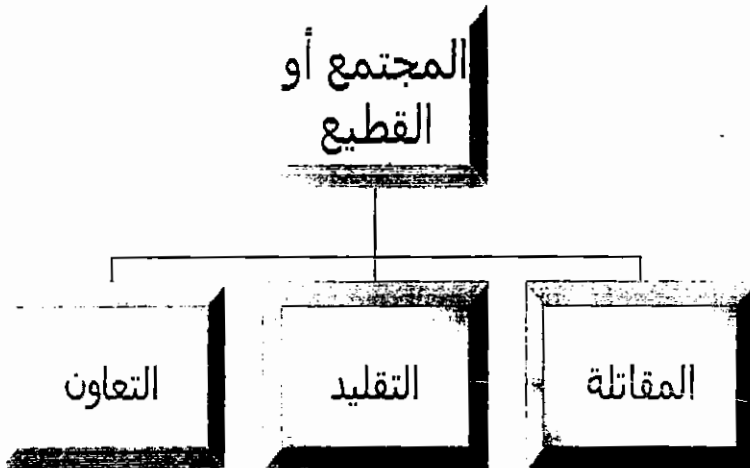 المجتمع أو
القطيع
المقاتلة
التقليد
التعاون